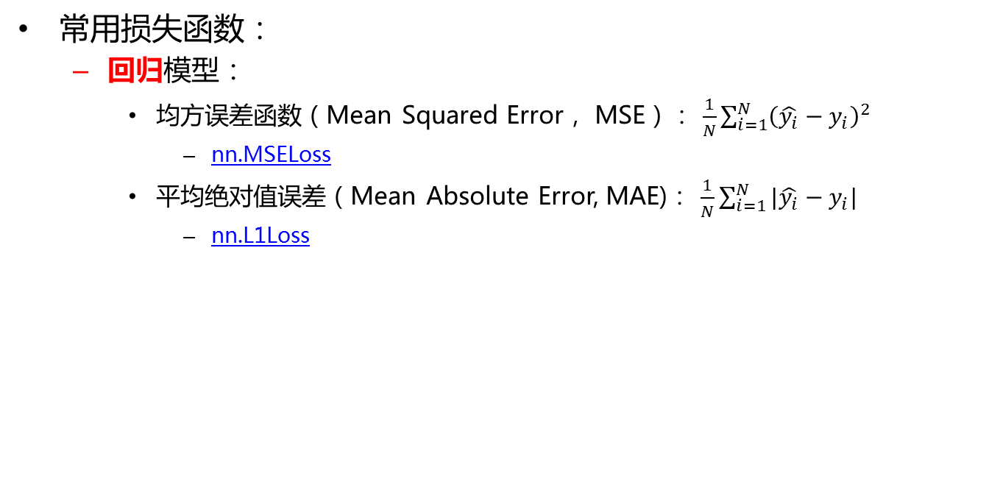 • 常用损失函数：
– 回归模型：
• 均方误差函数（Mean Squared Error， MSE）： $\frac{1}{N}\sum_{i=1}^{N}(\hat{y_i} - y_i)^2$
– nn.MSELoss
• 平均绝对值误差（Mean Absolute Error, MAE)： $\frac{1}{N}\sum_{i=1}^{N}|\hat{y_i} - y_i|$
– nn.L1Loss